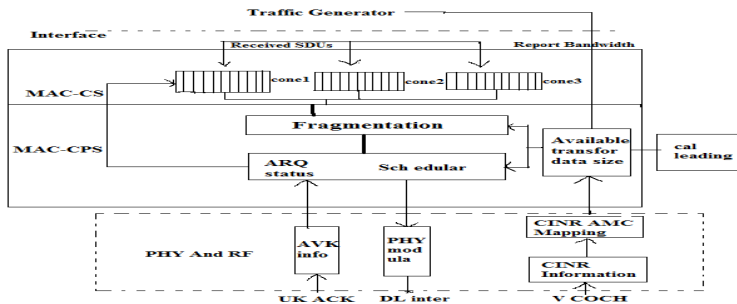 Traffic Generator
Interface
Received SDUs
Report Bandwidth
cone1
cone2
cone3
MAC-CS
Fragmentation
MAC-CPS
Available
transfor
data size
cal
leading
ARQ
status
Sch edular
CINR AMC
Mapping
PHY And RF
AVK
info
PHY
mod
ula
CINR
Information
UK ACK
DL inter
V COCH